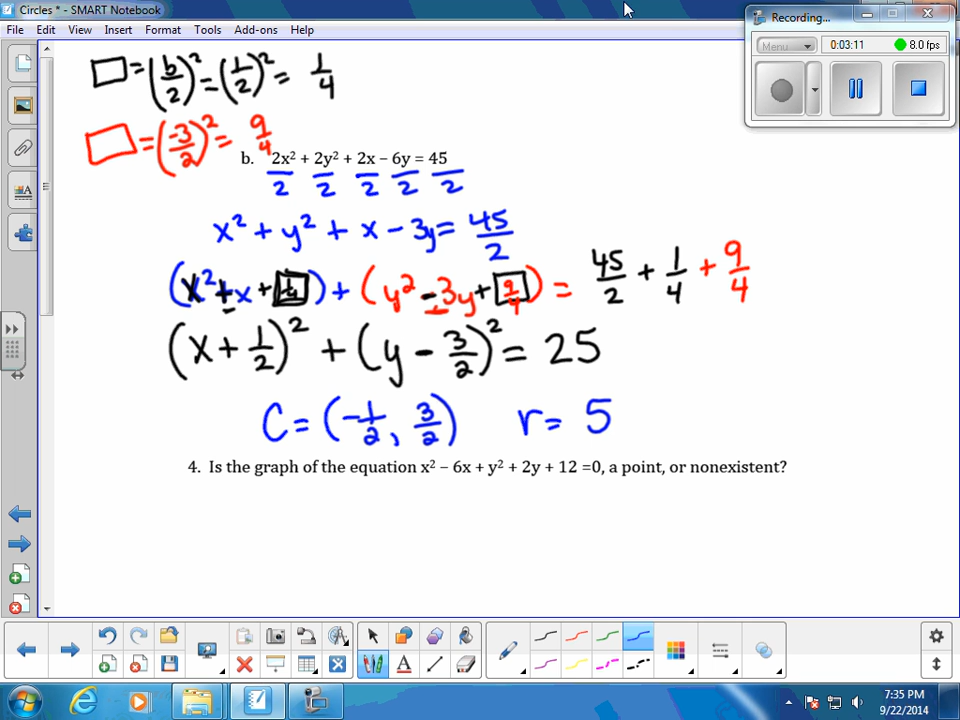 Circles * - SMART Notebook
Recording...
File Edit View Insert Format Tools Add-ons Help
Menu 0:03:11 8.0 fps
□ = (b/2)² = (1/2)² = 1/4
□ = (-3/2)² = 9/4
b. 2x² + 2y² + 2x – 6y = 45
2 2 2 2 2
x² + y² + x - 3y = 45/2
(x² + x + 1/4) + (y² - 3y + 9/4) = 45/2 + 1/4 + 9/4
(x + 1/2)² + (y - 3/2)² = 25
C = (-1/2, 3/2) r = 5
4. Is the graph of the equation x² – 6x + y² + 2y + 12 =0, a point, or nonexistent?
7:35 PM
9/22/2014